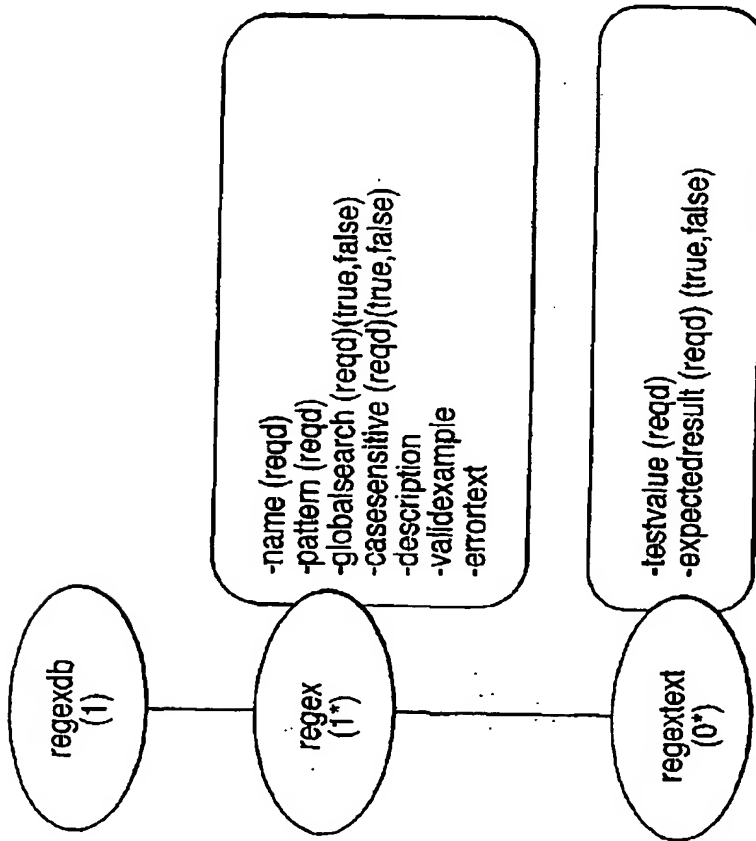 regexdb
(1)
regex
(1*)
-name (reqd)
-pattern (reqd)
-globalsearch (reqd)(true,false)
-casesensitive (reqd)(true,false)
-description
-validexample
-errortext
regextext
(0*)
-testvalue (reqd)
-expectedresult (reqd) (true,false)